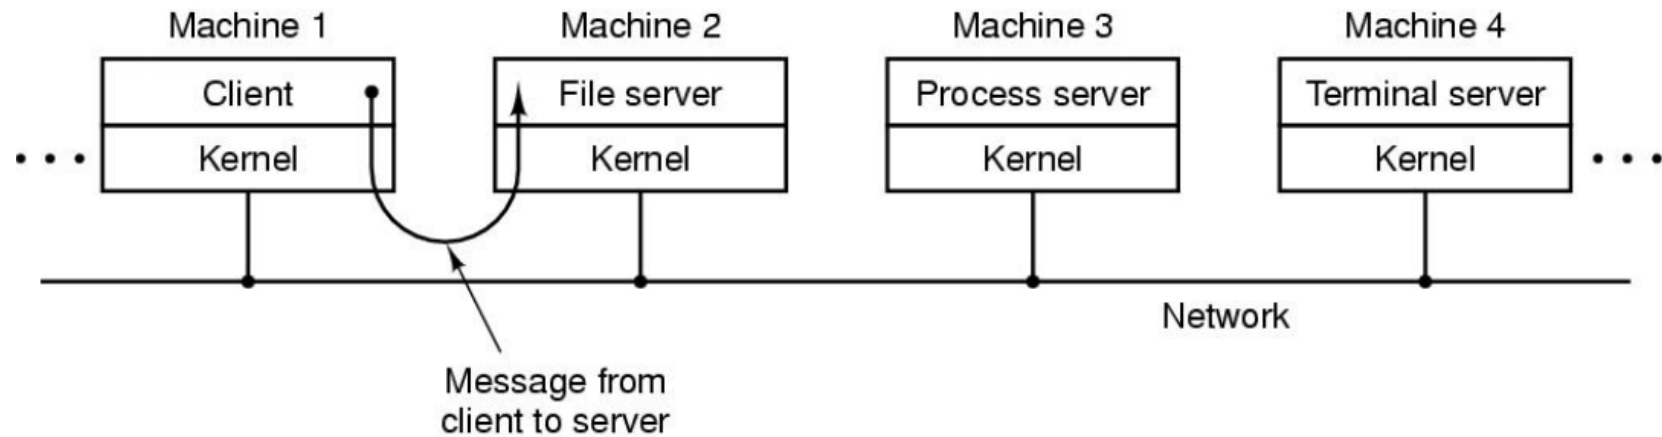 Machine 1
Machine 2
Machine 3
Machine 4
Client
File server
Process server
Terminal server
Kernel
Kernel
Kernel
Kernel
Network
Message from
client to server